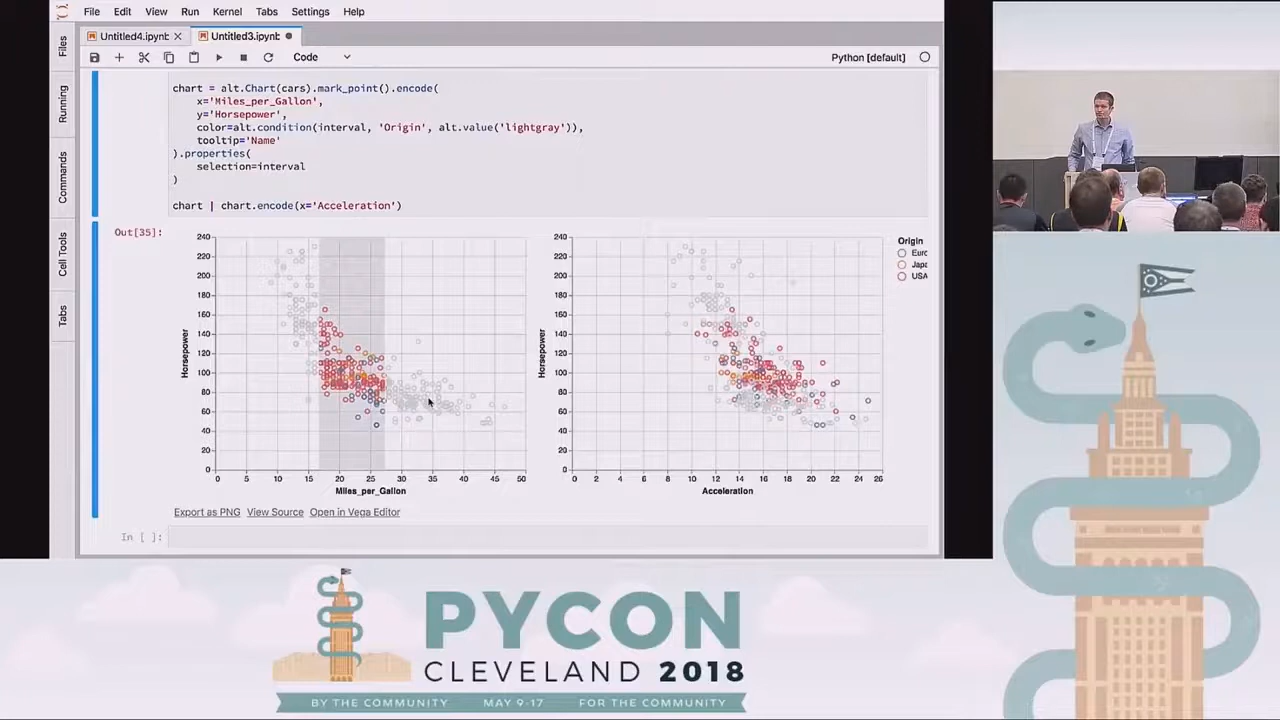 File Edit View Run Kernel Tabs Settings Help
Untitled4.ipynb Untitled3.ipynb
Code Python [default]
Files
Running
Commands
Cell Tools
Tabs
chart = alt.Chart(cars).mark_point().encode(
x='Miles_per_Gallon',
y='Horsepower',
color=alt.condition(interval, 'Origin', alt.value('lightgray')),
tooltip='Name'
).properties(
selection=interval
)
chart | chart.encode(x='Acceleration')
Out[35]:
240
220
200
180
160
140
120
100
80
60
40
20
0
Horsepower
0 5 10 15 20 25 30 35 40 45 50
Miles_per_Gallon
240
220
200
180
160
140
120
100
80
60
40
20
0
Horsepower
0 2 4 6 8 10 12 14 16 18 20 22 24 26
Acceleration
Origin
Euro
Japa
USA
Export as PNG View Source Open in Vega Editor
In [ ]:
PYCON
CLEVELAND 2018
BY THE COMMUNITY MAY 9-17 FOR THE COMMUNITY